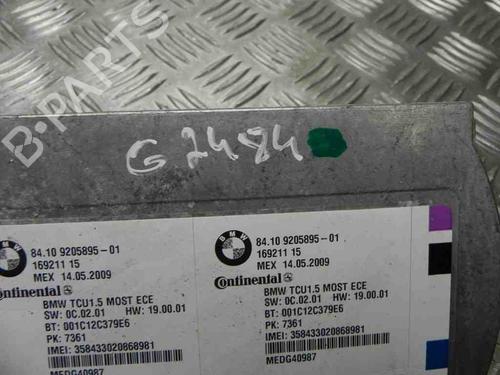 B-PARTS
G 2484
BMW
84.10 9205895-01
169211 15
MEX 14.05.2009
Continental
BMW TCU1.5 MOST ECE
SW: 0C.02.01 HW: 19.00.01
BT: 001C12C379E6
PK: 7361
IMEI: 358433020868981
MEDG40987
BMW
84.10 9205895-01
169211 15
MEX 14.05.2009
Continental
BMW TCU1.5 MOST ECE
SW: 0C.02.01 HW: 19.00.01
BT: 001C12C379E6
PK: 7361
IMEI: 358433020868981
MEDG40987